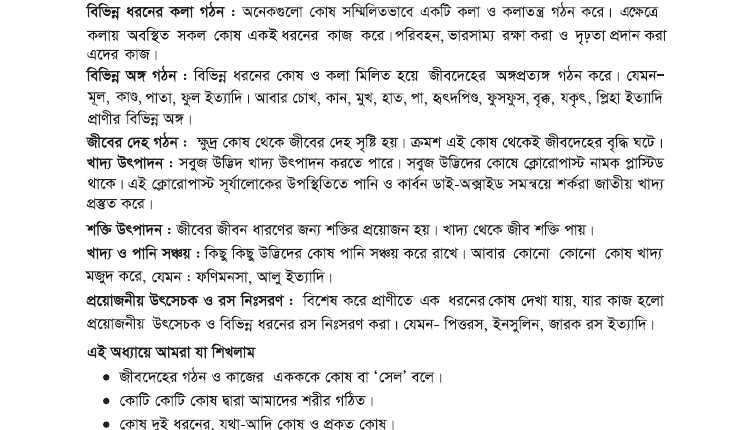 বিভিন্ন ধরনের কলা গঠন : অনেকগুলো কোষ সম্মিলিতভাবে একটি কলা ও কলাতন্ত্র গঠন করে। এক্ষেত্রে
কলায় অবস্থিত সকল কোষ একই ধরনের কাজ করে। পরিবহন, ভারসাম্য রক্ষা করা ও দৃঢ়তা প্রদান করা
এদের কাজ।
বিভিন্ন অঙ্গ গঠন : বিভিন্ন ধরনের কোষ ও কলা মিলিত হয়ে জীবদেহের অঙ্গপ্রত্যঙ্গ গঠন করে। যেমন–
মূল, কাণ্ড, পাতা, ফুল ইত্যাদি। আবার চোখ, কান, মুখ, হাত, পা, হৃৎদপিণ্ড, ফুসফুস, বৃক্ক, যকৃৎ, প্লিহা ইত্যাদি
প্রাণীর বিভিন্ন অঙ্গ।
জীবের দেহ গঠন : ক্ষুদ্র কোষ থেকে জীবের দেহ সৃষ্টি হয়। ক্রমশ এই কোষ থেকেই জীবদেহের বৃদ্ধি ঘটে।
খাদ্য উৎপাদন : সবুজ উদ্ভিদ খাদ্য উৎপাদন করতে পারে। সবুজ উদ্ভিদের কোষে ক্লোরোপাস্ট নামক প্লাস্টিড
থাকে। এই ক্লোরোপাস্ট সূর্যালোকের উপস্থিতিতে পানি ও কার্বন ডাই-অক্সাইড সমন্বয়ে শর্করা জাতীয় খাদ্য
প্রস্তুত করে।
শক্তি উৎপাদন : জীবের জীবন ধারণের জন্য শক্তির প্রয়োজন হয়। খাদ্য থেকে জীব শক্তি পায়।
খাদ্য ও পানি সঞ্চয় : কিছু কিছু উদ্ভিদের কোষ পানি সঞ্চয় করে রাখে। আবার কোনো কোনো কোষ খাদ্য
মজুদ করে, যেমন : ফণিমনসা, আলু ইত্যাদি।
প্রয়োজনীয় উৎসেচক ও রস নিঃসরণ : বিশেষ করে প্রাণীতে এক ধরনের কোষ দেখা যায়, যার কাজ হলো
প্রয়োজনীয় উৎসেচক ও বিভিন্ন ধরনের রস নিঃসরণ করা। যেমন- পিত্তরস, ইনসুলিন, জারক রস ইত্যাদি।
এই অধ্যায়ে আমরা যা শিখলাম
• জীবদেহের গঠন ও কাজের একককে কোষ বা ‘সেল’ বলে।
• কোটি কোটি কোষ দ্বারা আমাদের শরীর গঠিত।
• কোষ দুই ধরনের, যথা-আদি কোষ ও প্রকৃত কোষ।